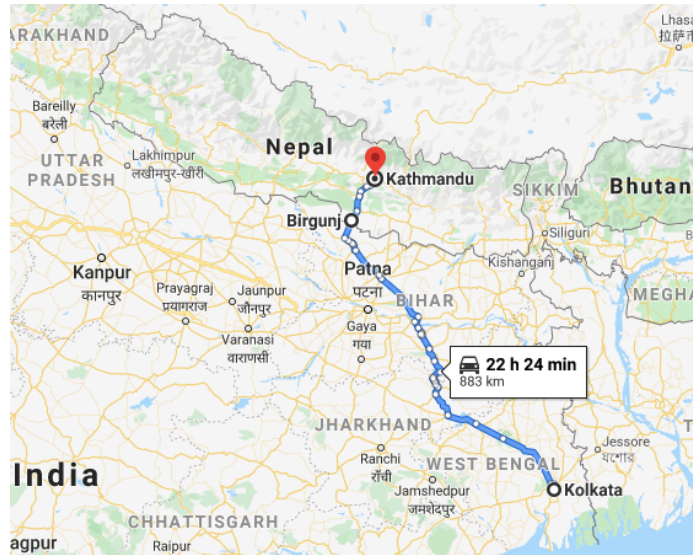 ARAKHAND
Lhasa
拉萨市
Bareilly
बरेली
Nepal
Lakhimpur
लखीमपुर-खीरी
UTTAR
PRADESH
Kathmandu
SIKKIM
Bhutan
Birgunj
Siliguri
Kanpur
कानपुर
Patna
पटना
Kishanganj
Prayagraj
प्रयागराज
Jaunpur
जौनपुर
BIHAR
MEGHA
Gaya
गया
Varanasi
वाराणसी
22 h 24 min
883 km
JHARKHAND
Jessore
যশোর
Ranchi
राँची
WEST BENGAL
India
Jamshedpur
जमशेदपुर
Kolkata
CHHATTISGARH
agpur
Raipur